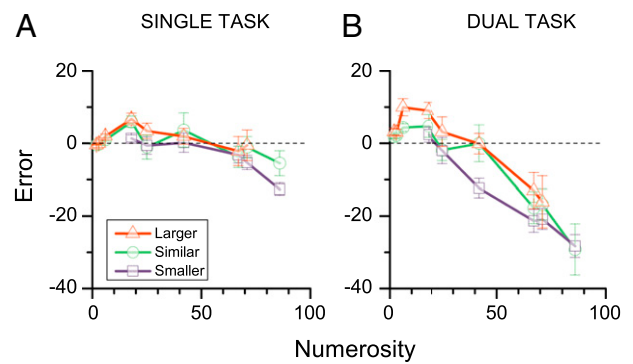 A SINGLE TASK
B DUAL TASK
20
0
-20
-40
Error
Larger
Similar
Smaller
0 50 100
20
0
-20
-40
0 50 100
Numerosity